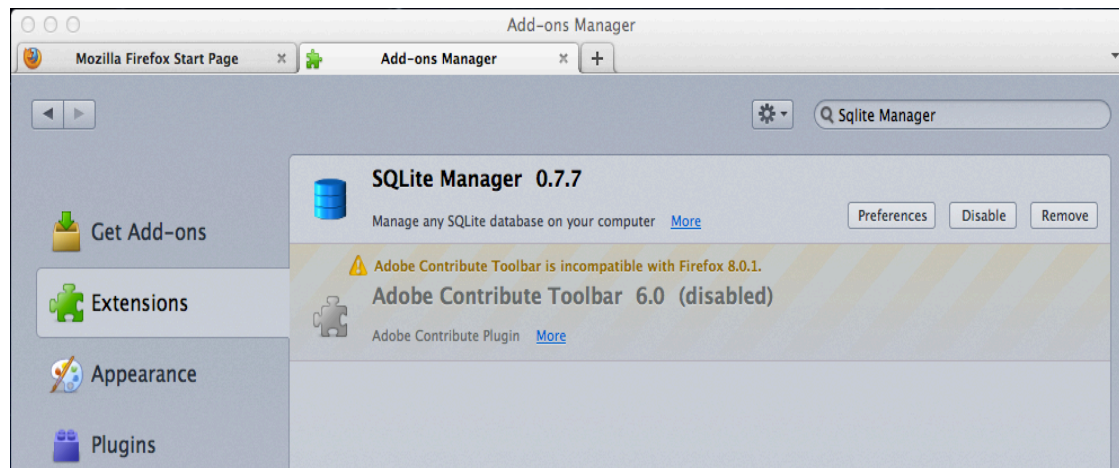 Add-ons Manager
Mozilla Firefox Start Page
Add-ons Manager
Sqlite Manager
SQLite Manager 0.7.7
Manage any SQLite database on your computer More
Preferences Disable Remove
Get Add-ons
Adobe Contribute Toolbar is incompatible with Firefox 8.0.1.
Adobe Contribute Toolbar 6.0 (disabled)
Extensions
Adobe Contribute Plugin More
Appearance
Plugins